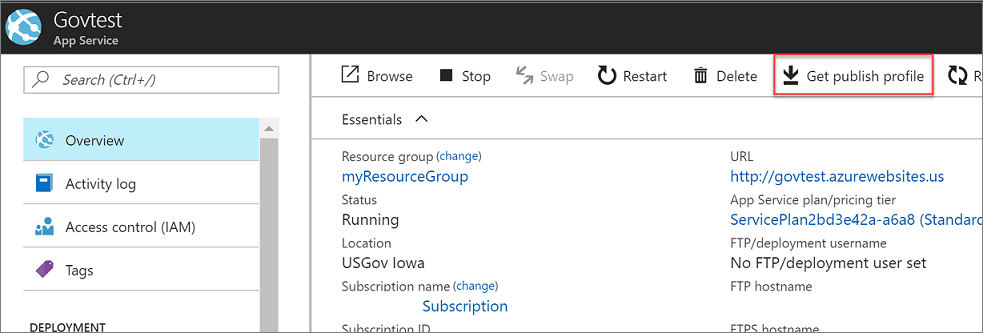 Govtest
App Service
Search (Ctrl+/)
Overview
Activity log
Access control (IAM)
Tags
DEPLOYMENT
Browse Stop Swap Restart Delete Get publish profile R
Essentials
Resource group (change)
myResourceGroup
Status
Running
Location
USGov Iowa
Subscription name (change)
Subscription
Subscription ID
URL
http://govtest.azurewebsites.us
App Service plan/pricing tier
ServicePlan2bd3e42a-a6a8 (Standard
FTP/deployment username
No FTP/deployment user set
FTP hostname
FTPS hostname